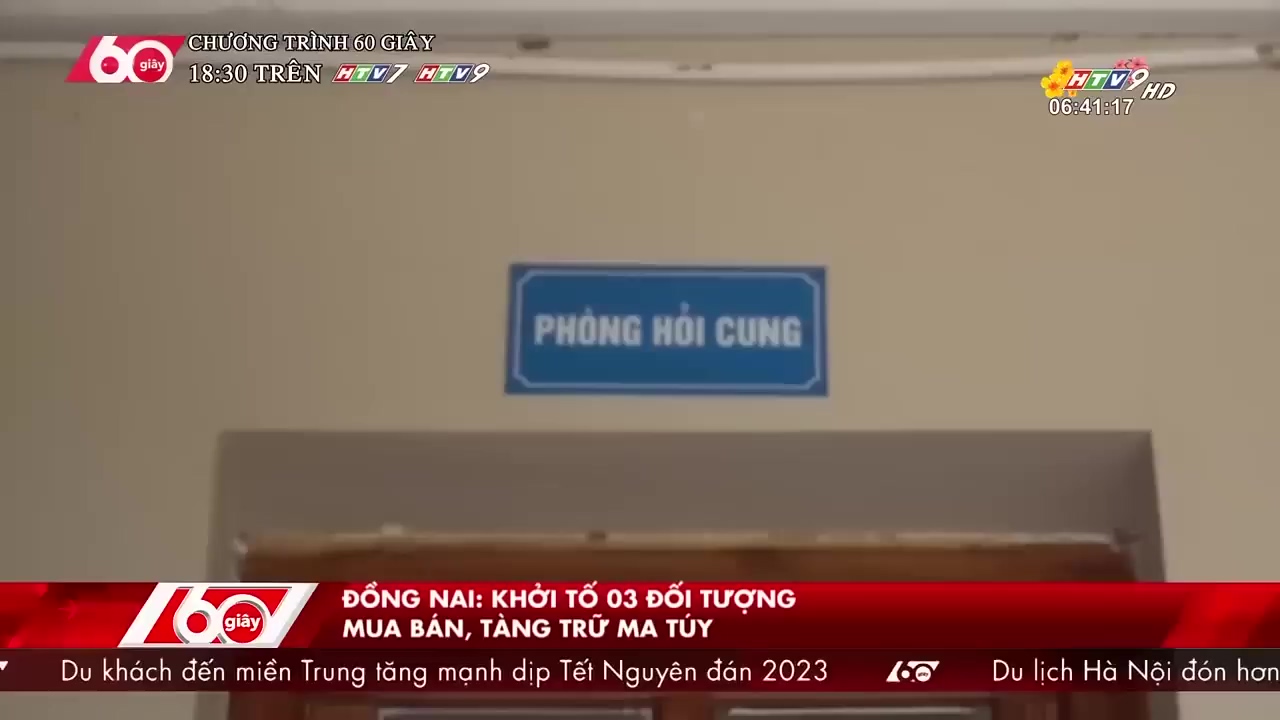 60 giây
CHƯƠNG TRÌNH 60 GIÂY
18:30 TRÊN HTV7 HTV9
HTV9 HD
06:41:17
PHÒNG HỎI CUNG
60 giây
ĐỒNG NAI: KHỞI TỐ 03 ĐỐI TƯỢNG
MUA BÁN, TÀNG TRỮ MA TÚY
Du khách đến miền Trung tăng mạnh dịp Tết Nguyên đán 2023 60 giây Du lịch Hà Nội đón hơn